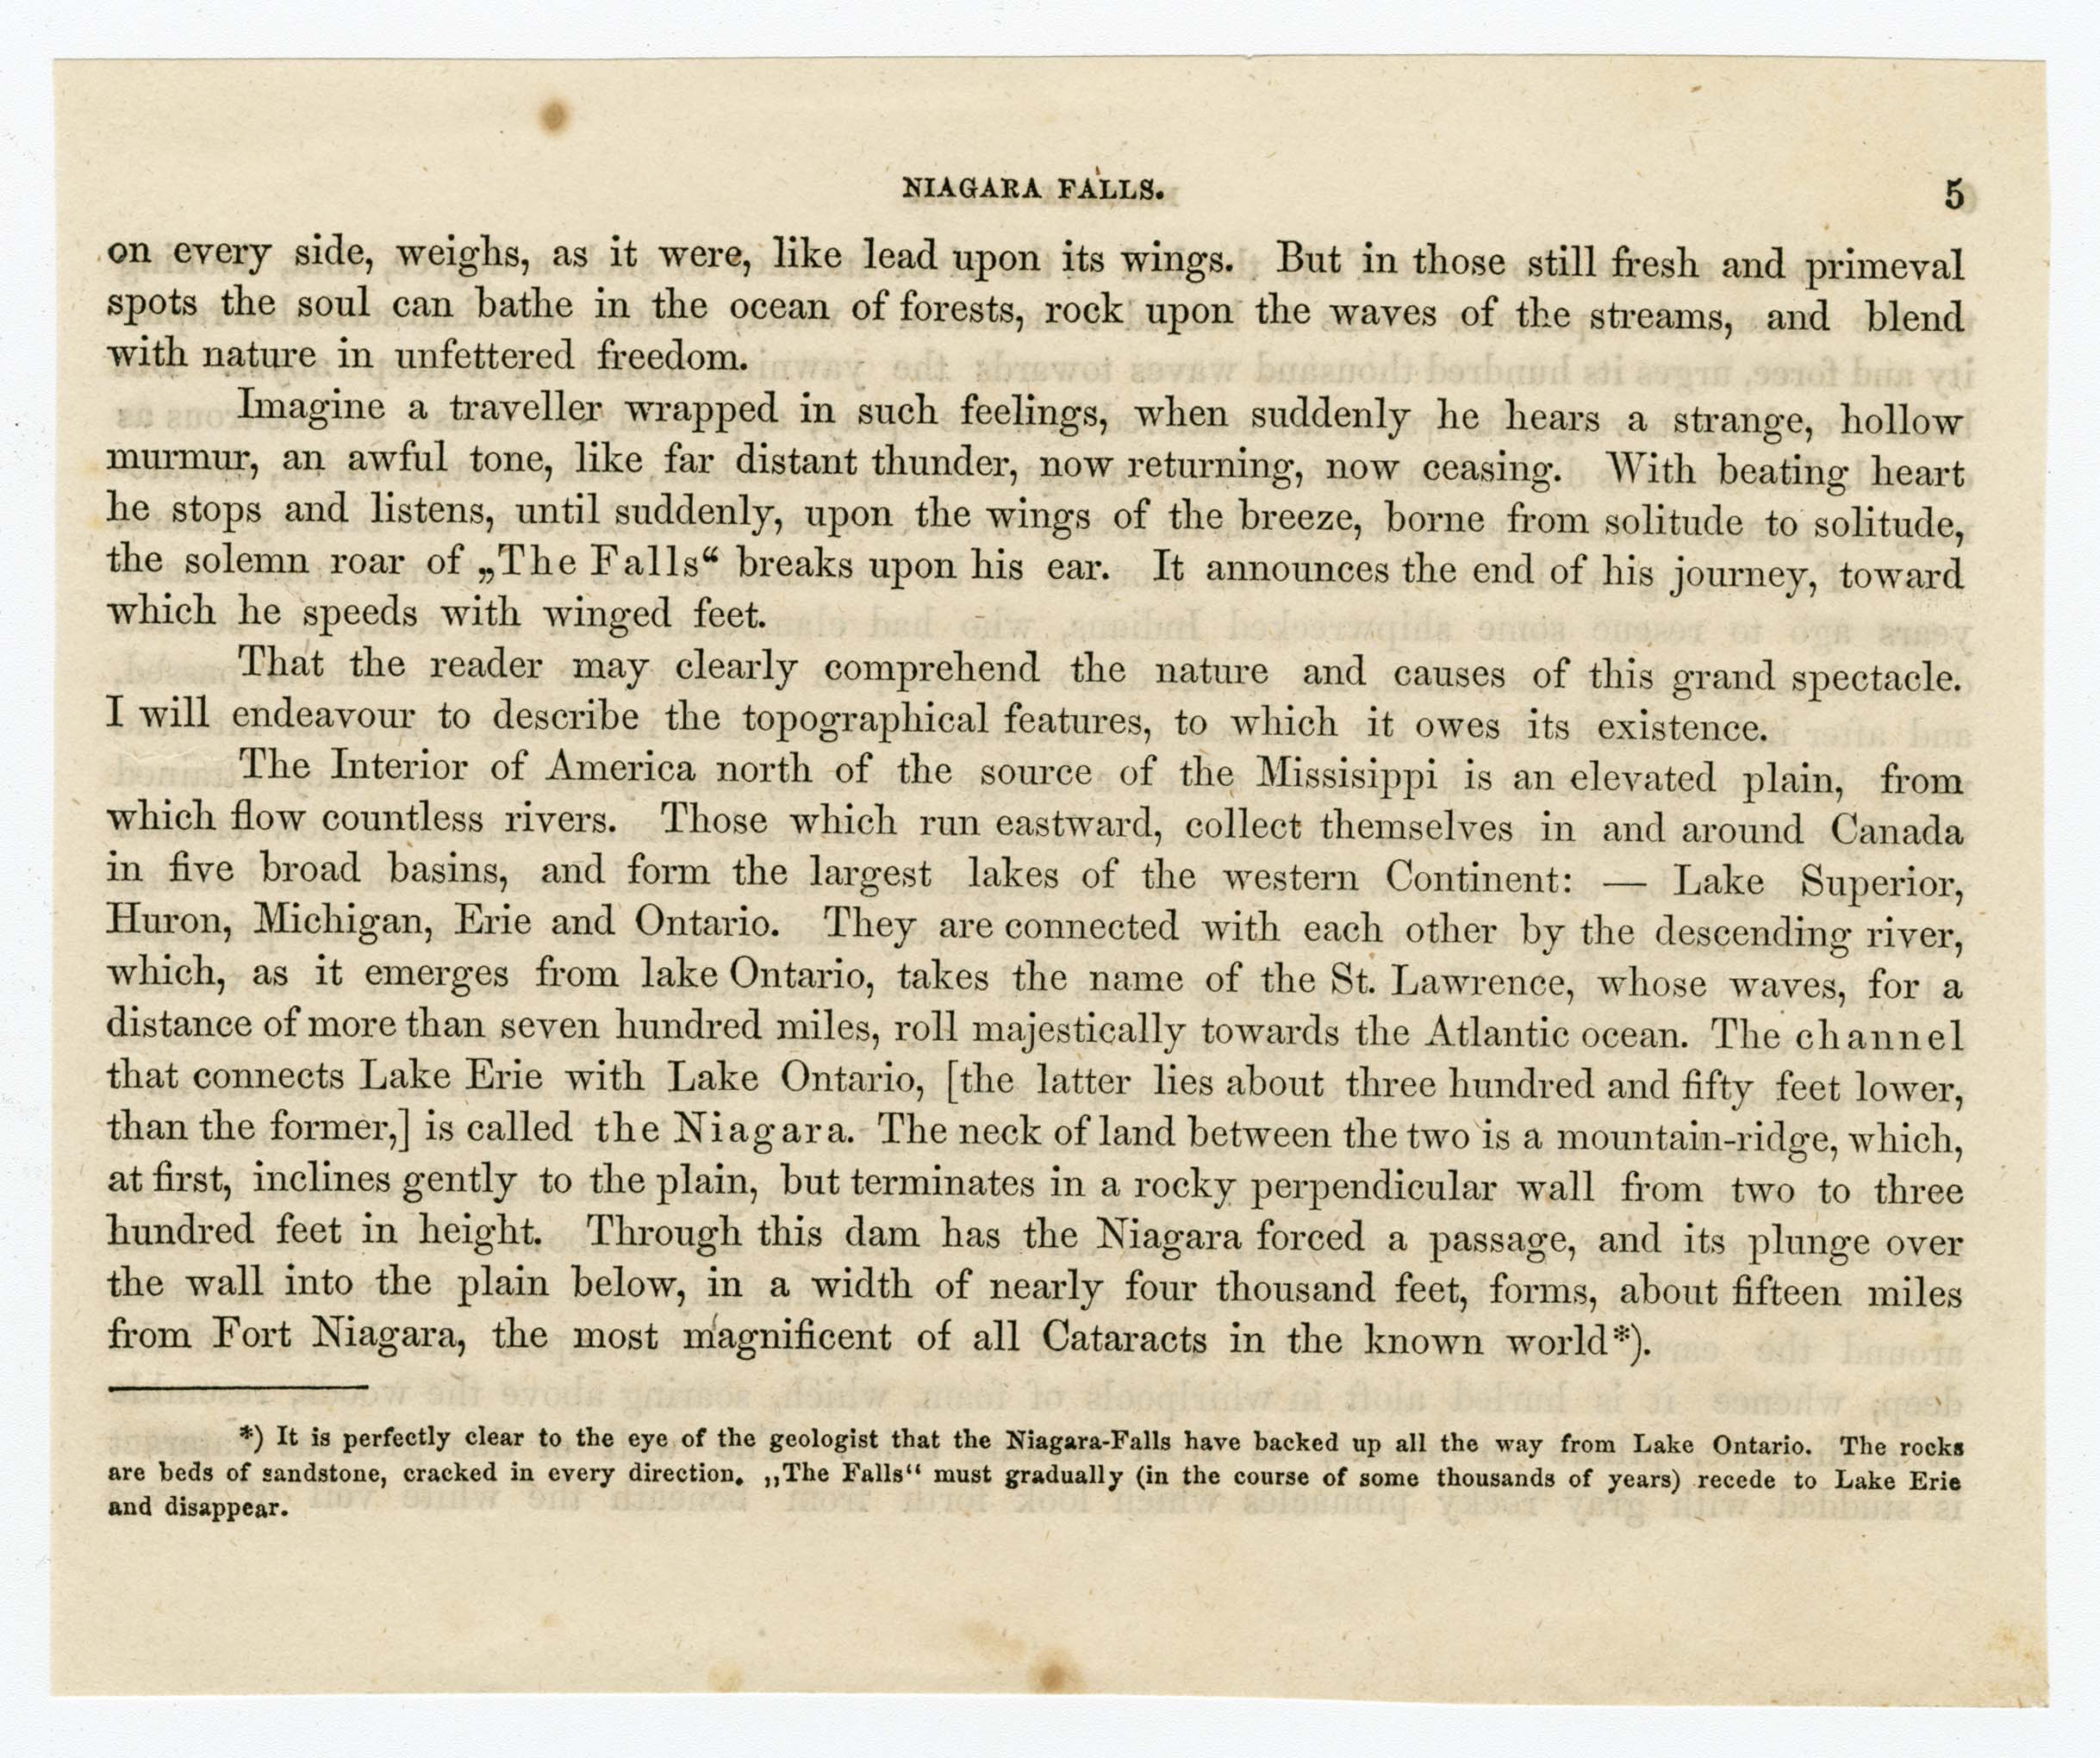 NIAGARA FALLS. 5
on every side, weighs, as it were, like lead upon its wings. But in those still fresh and primeval
spots the soul can bathe in the ocean of forests, rock upon the waves of the streams, and blend
with nature in unfettered freedom.
Imagine a traveller wrapped in such feelings, when suddenly he hears a strange, hollow
murmur, an awful tone, like far distant thunder, now returning, now ceasing. With beating heart
he stops and listens, until suddenly, upon the wings of the breeze, borne from solitude to solitude,
the solemn roar of „The Falls“ breaks upon his ear. It announces the end of his journey, toward
which he speeds with winged feet.
That the reader may clearly comprehend the nature and causes of this grand spectacle.
I will endeavour to describe the topographical features, to which it owes its existence.
The Interior of America north of the source of the Missisippi is an elevated plain, from
which flow countless rivers. Those which run eastward, collect themselves in and around Canada
in five broad basins, and form the largest lakes of the western Continent: — Lake Superior,
Huron, Michigan, Erie and Ontario. They are connected with each other by the descending river,
which, as it emerges from lake Ontario, takes the name of the St. Lawrence, whose waves, for a
distance of more than seven hundred miles, roll majestically towards the Atlantic ocean. The channel
that connects Lake Erie with Lake Ontario, [the latter lies about three hundred and fifty feet lower,
than the former,] is called the Niagara. The neck of land between the two is a mountain-ridge, which,
at first, inclines gently to the plain, but terminates in a rocky perpendicular wall from two to three
hundred feet in height. Through this dam has the Niagara forced a passage, and its plunge over
the wall into the plain below, in a width of nearly four thousand feet, forms, about fifteen miles
from Fort Niagara, the most magnificent of all Cataracts in the known world*).
*) It is perfectly clear to the eye of the geologist that the Niagara-Falls have backed up all the way from Lake Ontario. The rocks
are beds of sandstone, cracked in every direction. ,,The Falls“ must gradually (in the course of some thousands of years) recede to Lake Erie
and disappear.